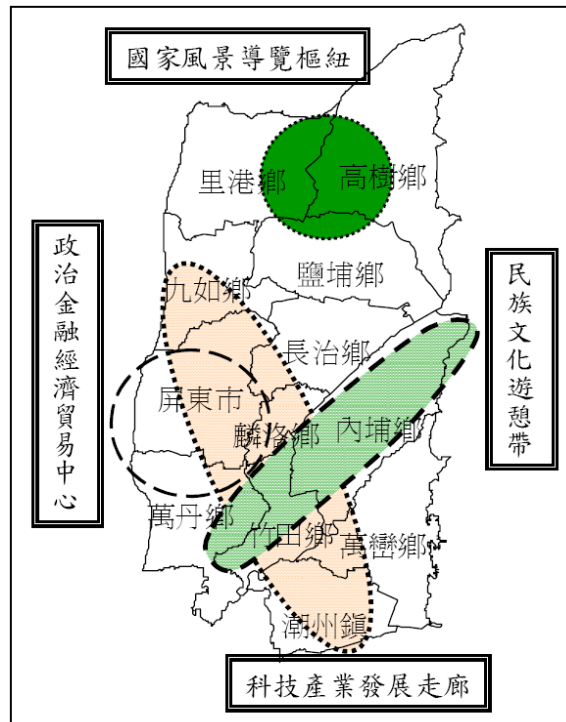 國家風景導覽樞紐
里港鄉
高樹鄉
鹽埔鄉
九如鄉
長治鄉
政治金融經濟貿易中心
民族文化遊憩帶
屏東市
麟洛鄉
內埔鄉
萬丹鄉
竹田鄉
萬巒鄉
潮州鎮
科技產業發展走廊